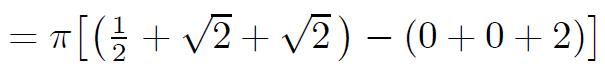 = π[(1/2 + √2 + √2) − (0 + 0 + 2)]